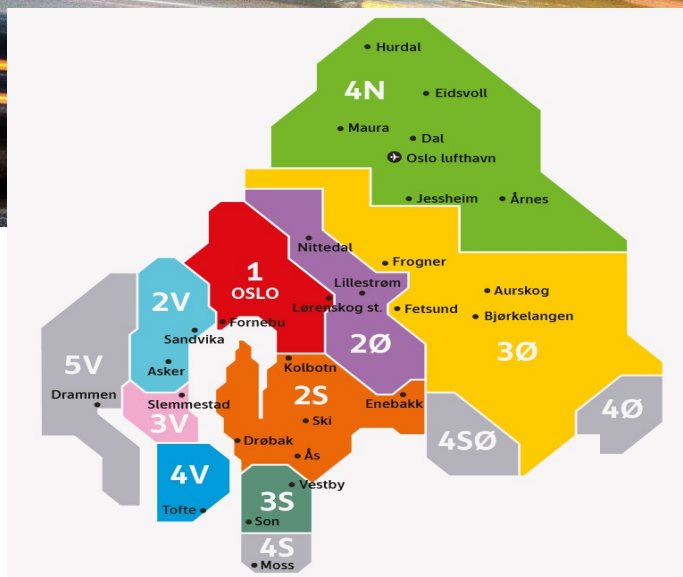 Hurdal
4N
Eidsvoll
Maura
Dal
Oslo lufthavn
Jessheim
Årnes
Nittedal
Frogner
1
OSLO
Lillestrøm
Lørenskog st.
Fetsund
Aurskog
Bjørkelangen
2V
Fornebu
Sandvika
2Ø
3Ø
5V
Asker
Kolbotn
Drammen
Slemmestad
2S
Enebakk
3V
Ski
4SØ
4Ø
Drøbak
Ås
4V
Vestby
3S
Tofte
Son
4S
Moss